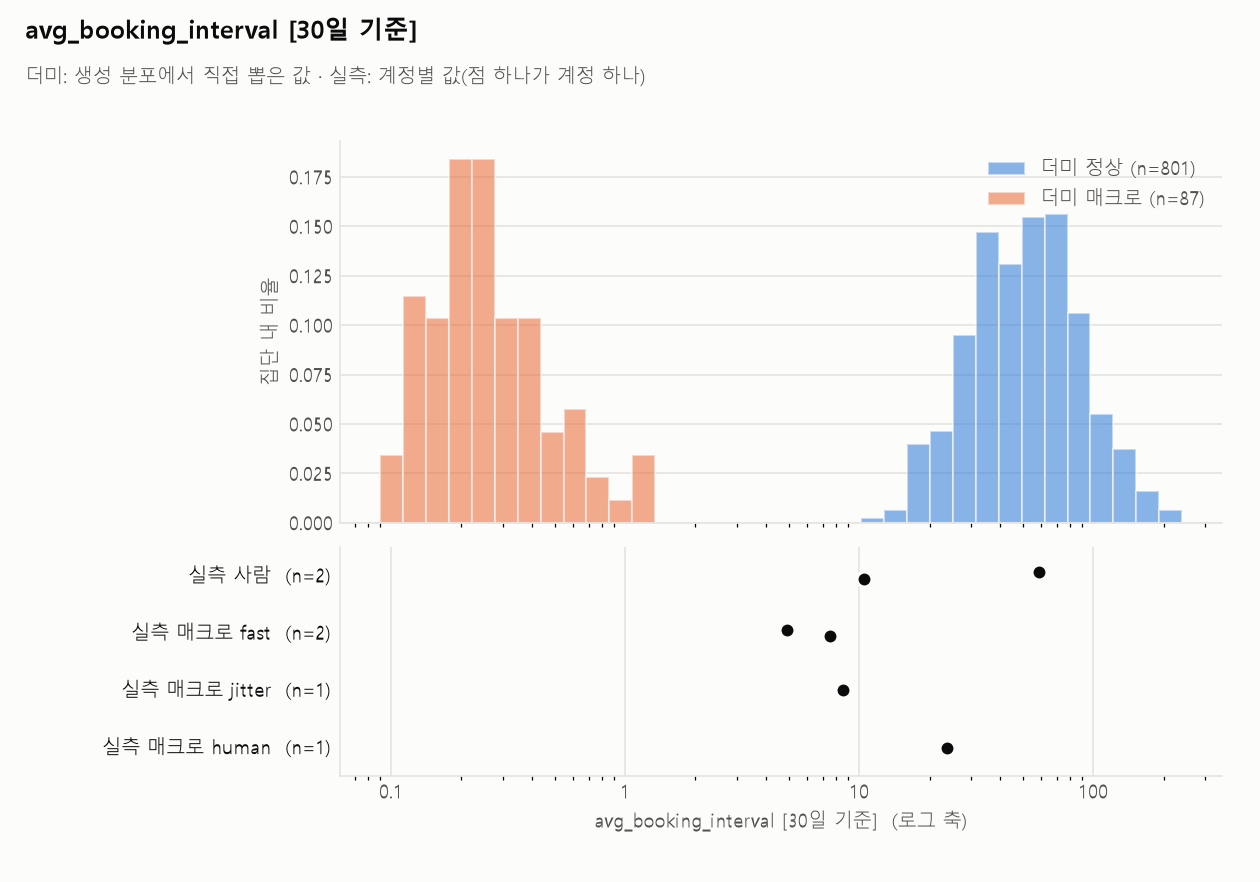 avg_booking_interval [30일 기준]
더미: 생성 분포에서 직접 뽑은 값 · 실측: 계정별 값(점 하나가 계정 하나)
더미 정상 (n=801)
더미 매크로 (n=87)
집단 내 비율
0.175
0.150
0.125
0.100
0.075
0.050
0.025
0.000
실측 사람 (n=2)
실측 매크로 fast (n=2)
실측 매크로 jitter (n=1)
실측 매크로 human (n=1)
0.1 1 10 100
avg_booking_interval [30일 기준] (로그 축)